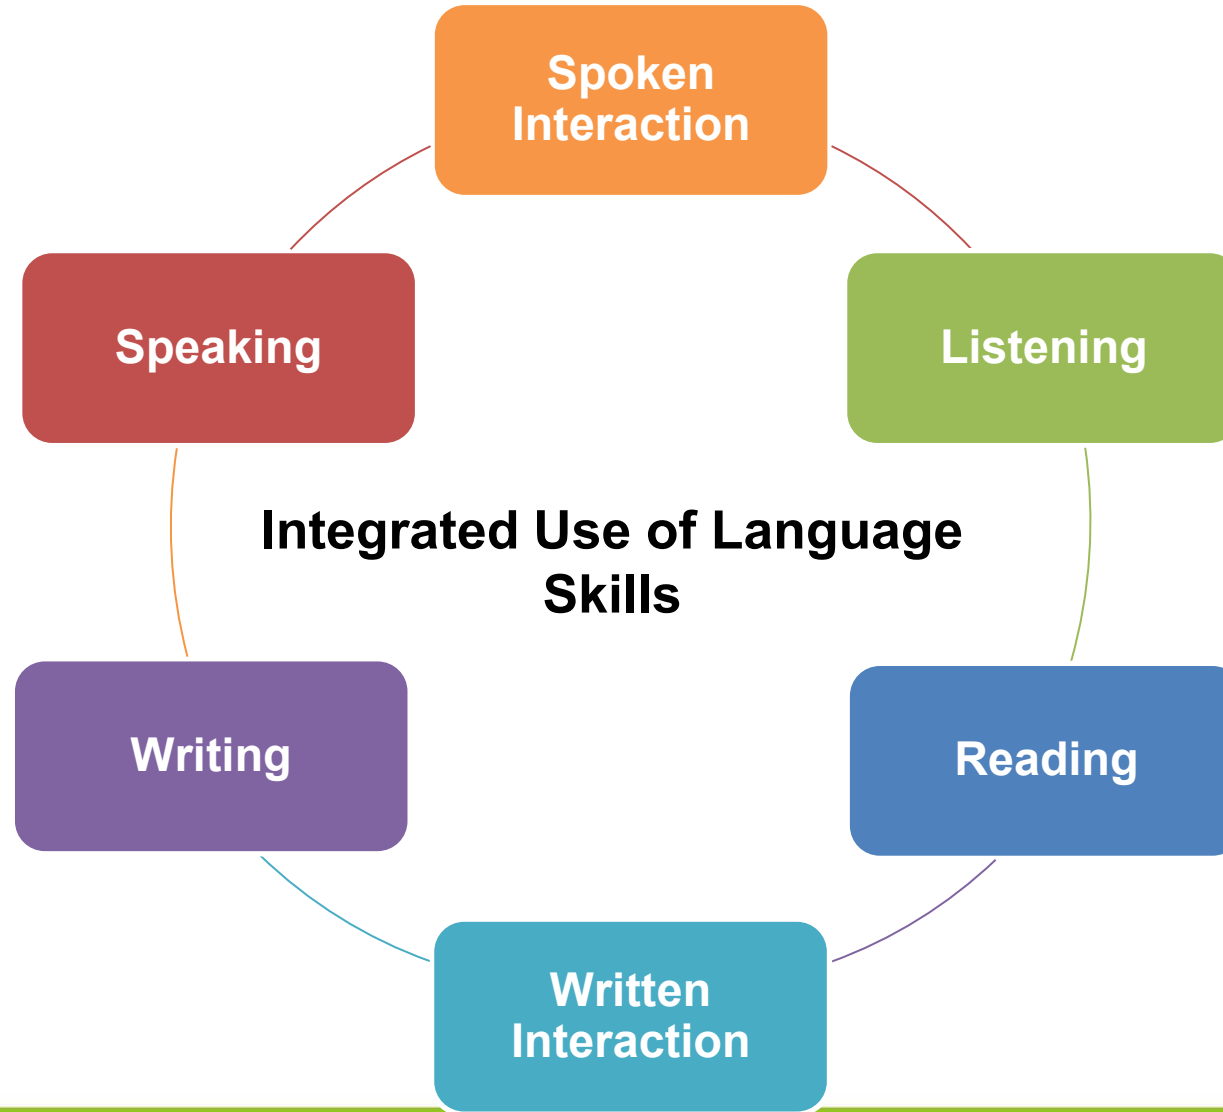 Spoken
Interaction
Speaking
Listening
Integrated Use of Language
Skills
Writing
Reading
Written
Interaction